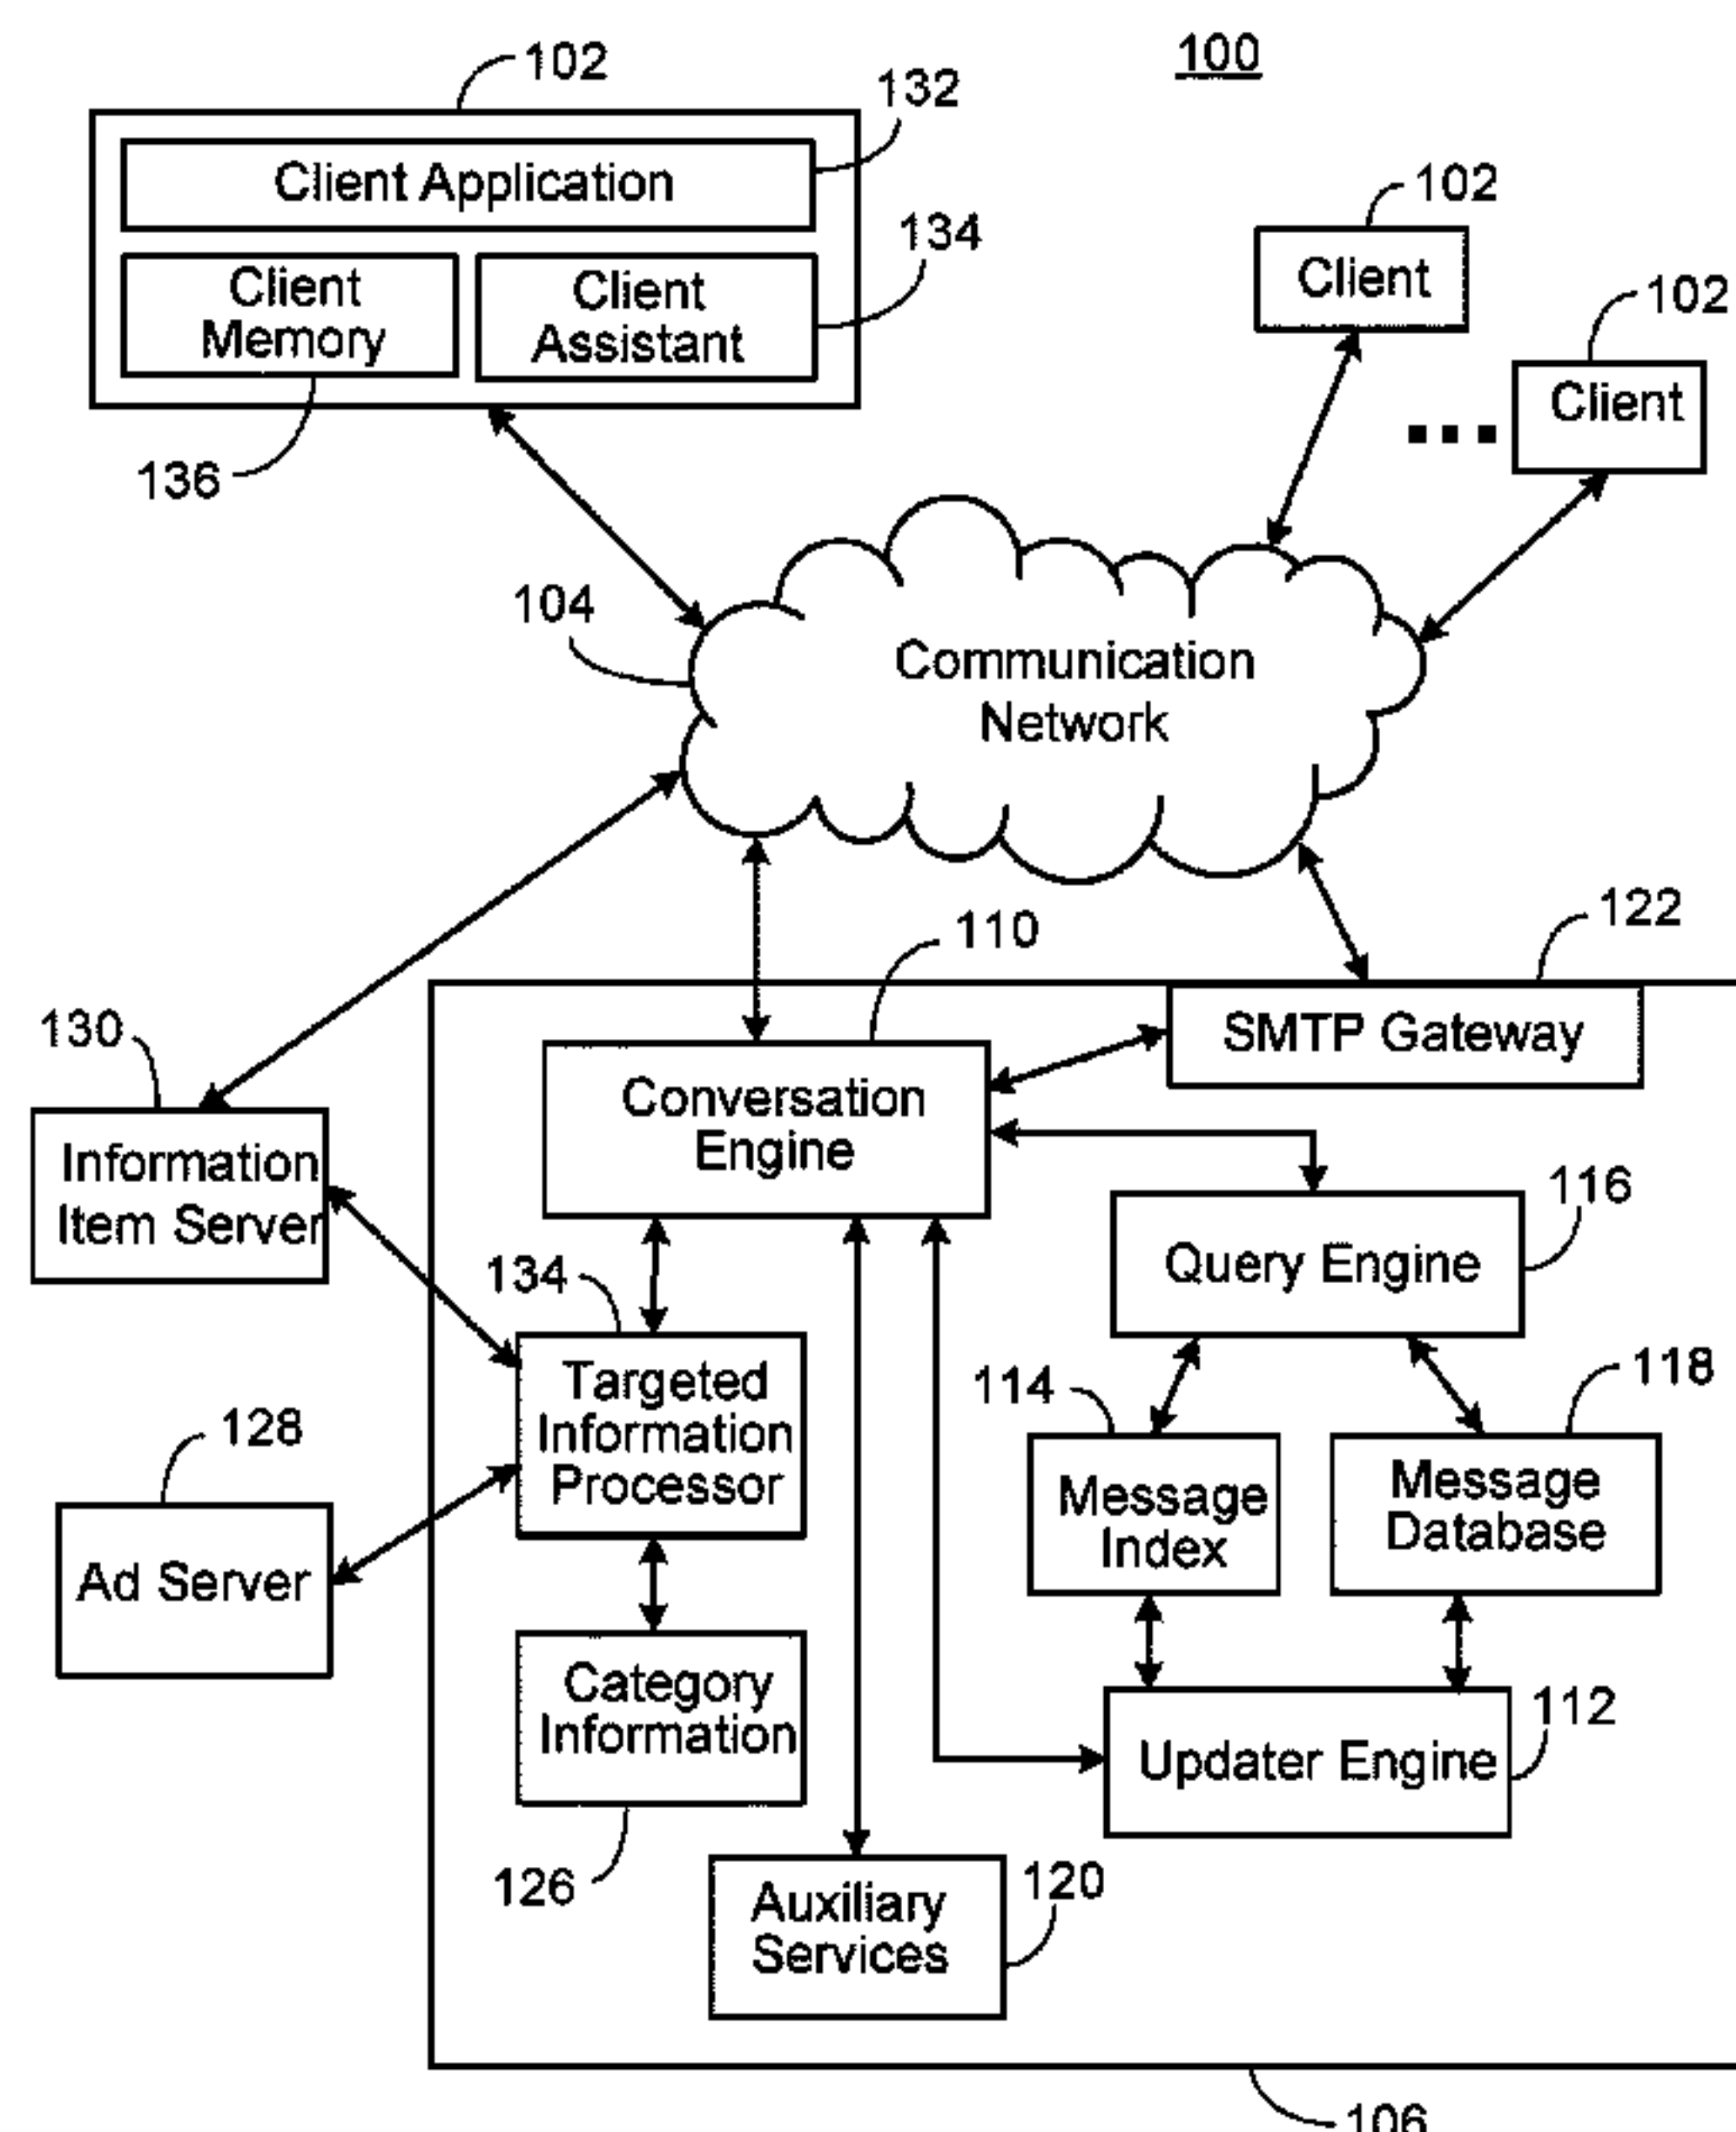 100
102
132
Client Application
134
Client
Memory
Client
Assistant
136
102
Client
102
Client
104
Communication
Network
122
110
SMTP Gateway
130
Conversation
Engine
Information
Item Server
116
Query Engine
134
Targeted
Information
Processor
114
118
128
Message
Index
Message
Database
Ad Server
Category
Information
112
Updater Engine
126
120
Auxiliary
Services
106